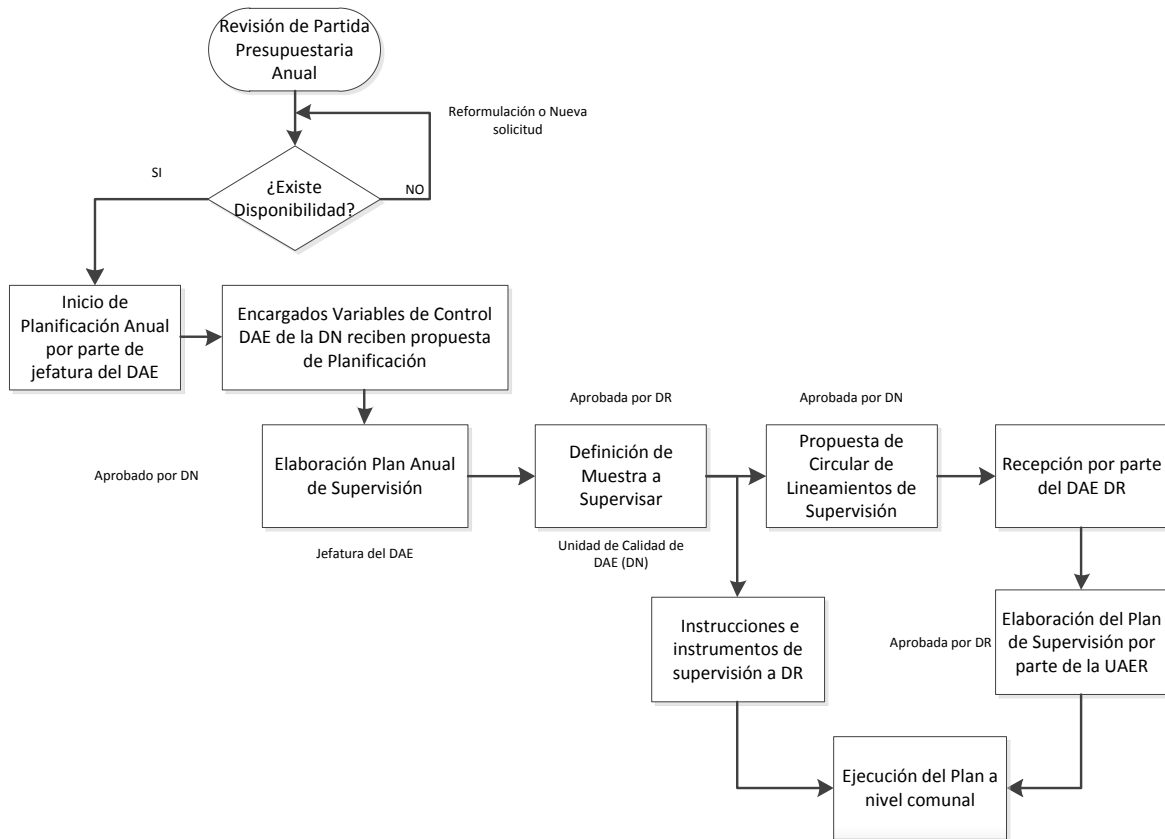 Revisión de Partida
Presupuestaria
Anual
Reformulación o Nueva
solicitud
SI
¿Existe
Disponibilidad?
NO
Inicio de
Planificación Anual
por parte de
jefatura del DAE
Encargados Variables de Control
DAE de la DN reciben propuesta
de Planificación
Aprobado por DN
Elaboración Plan Anual
de Supervisión
Jefatura del DAE
Aprobada por DR
Definición de
Muestra a
Supervisar
Unidad de Calidad de
DAE (DN)
Aprobada por DN
Propuesta de
Circular de
Lineamientos de
Supervisión
Recepción por parte
del DAE DR
Instrucciones e
instrumentos de
supervisión a DR
Aprobada por DR
Elaboración del Plan
de Supervisión por
parte de la UAER
Ejecución del Plan a
nivel comunal